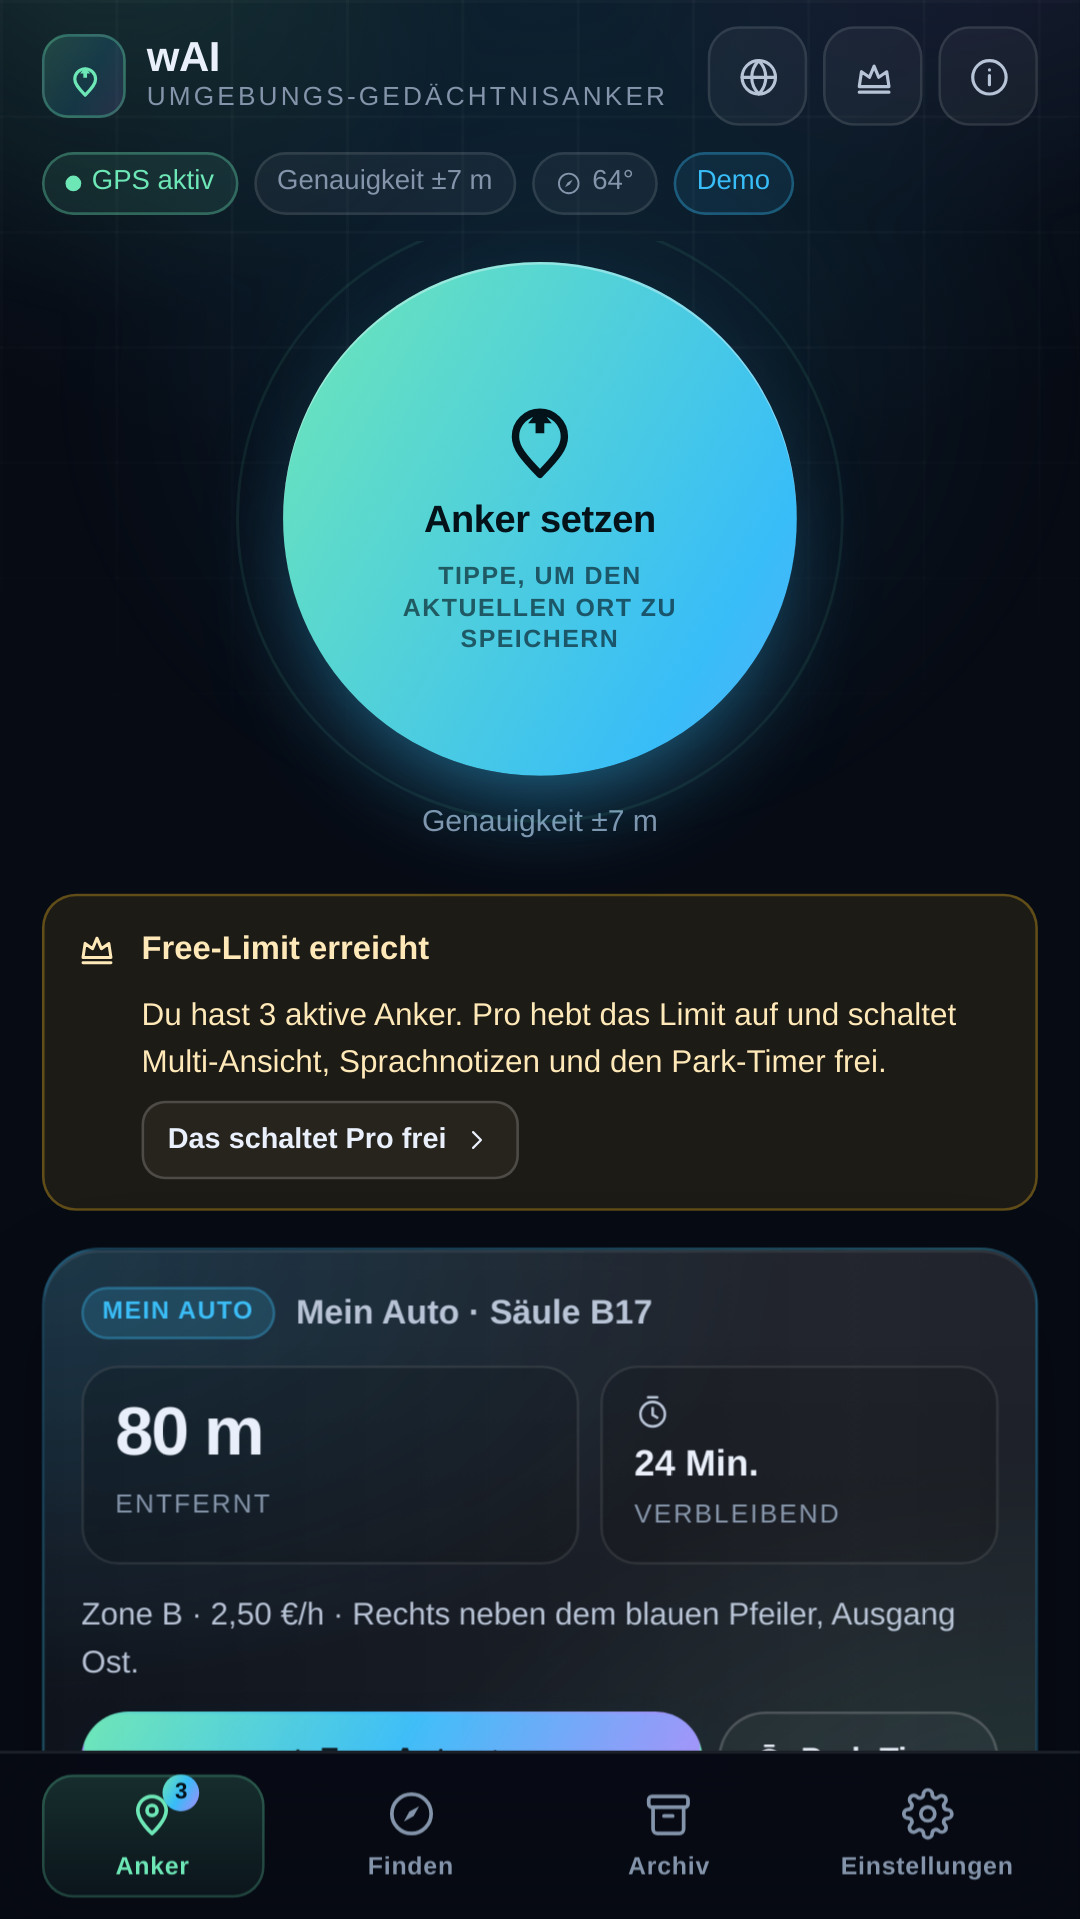 wAI
UMGEBUNGS-GEDÄCHTNISANKER
GPS aktiv
Genauigkeit ±7 m
64°
Demo
Anker setzen
TIPPE, UM DEN
AKTUELLEN ORT ZU
SPEICHERN
Genauigkeit ±7 m
Free-Limit erreicht
Du hast 3 aktive Anker. Pro hebt das Limit auf und schaltet
Multi-Ansicht, Sprachnotizen und den Park-Timer frei.
Das schaltet Pro frei
MEIN AUTO
Mein Auto · Säule B17
80 m
ENTFERNT
24 Min.
VERBLEIBEND
Zone B · 2,50 €/h · Rechts neben dem blauen Pfeiler, Ausgang
Ost.
3
Anker
Finden
Archiv
Einstellungen